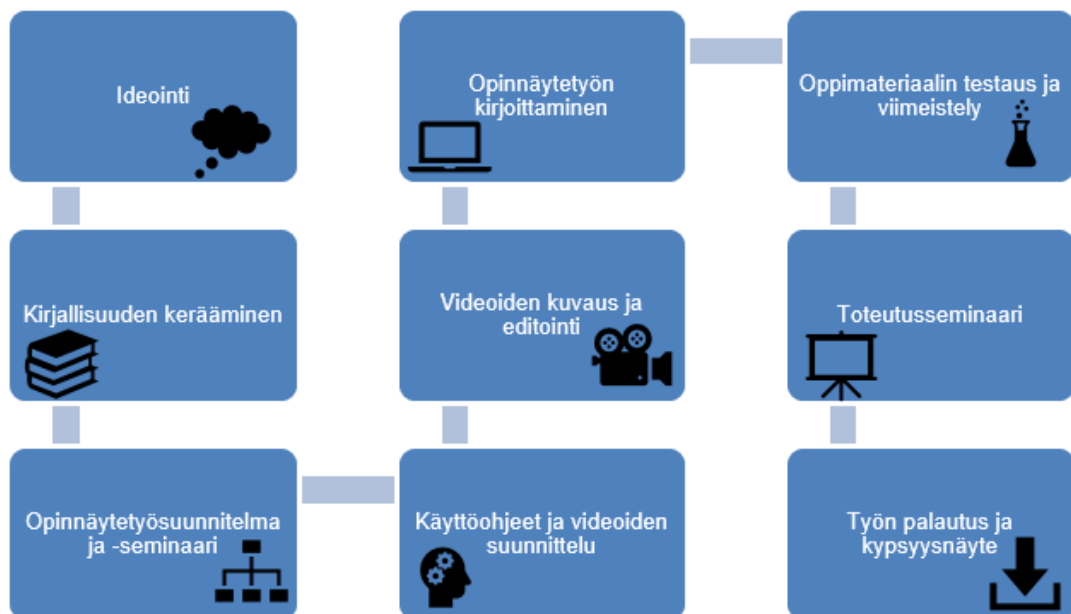 Ideointi
Kirjallisuuden kerääminen
Opinnäytetyösuunnitelma
ja -seminaari
Käyttöohjeet ja videoiden
suunnittelu
Videoiden kuvaus ja
editointi
Opinnäytetyön
kirjoittaminen
Oppimateriaalin testaus ja
viimeistely
Toteutusseminaari
Työn palautus ja
kypsyysnäyte